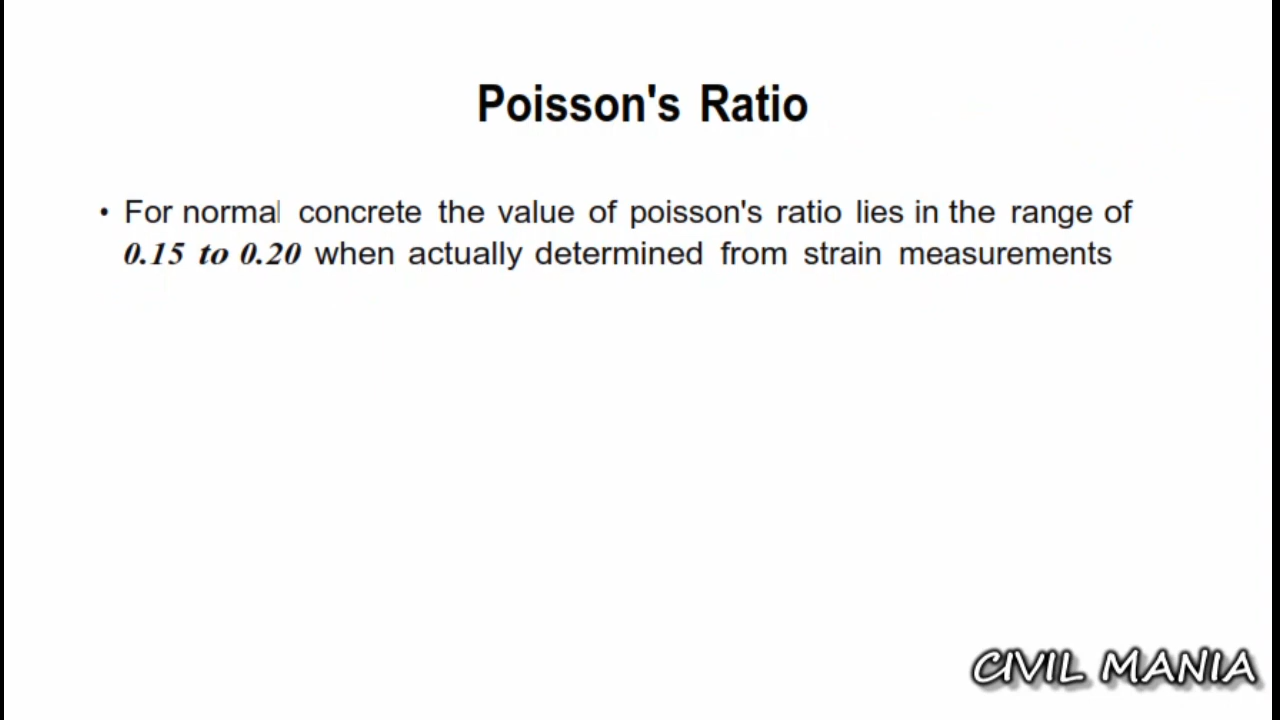 Poisson's Ratio
• For normal concrete the value of poisson's ratio lies in the range of
0.15 to 0.20 when actually determined from strain measurements
CIVIL MANIA